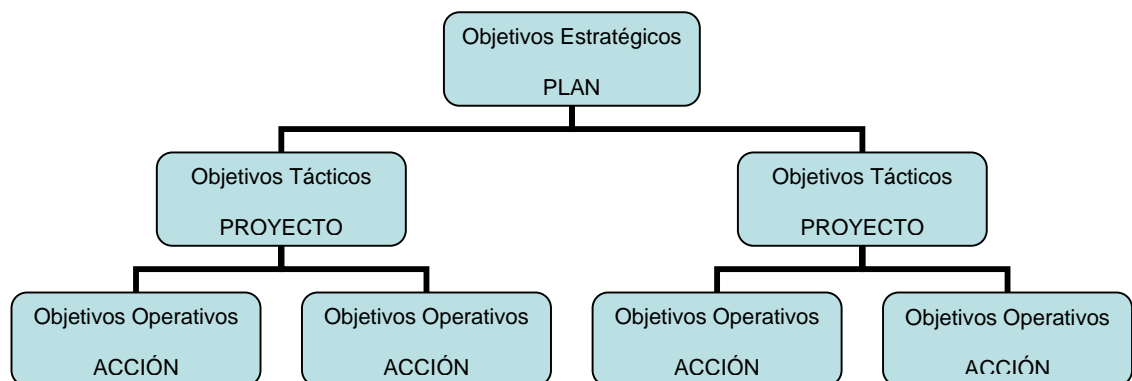 Objetivos Estratégicos
PLAN
Objetivos Tácticos
PROYECTO
Objetivos Tácticos
PROYECTO
Objetivos Operativos
ACCIÓN
Objetivos Operativos
ACCIÓN
Objetivos Operativos
ACCIÓN
Objetivos Operativos
ACCIÓN